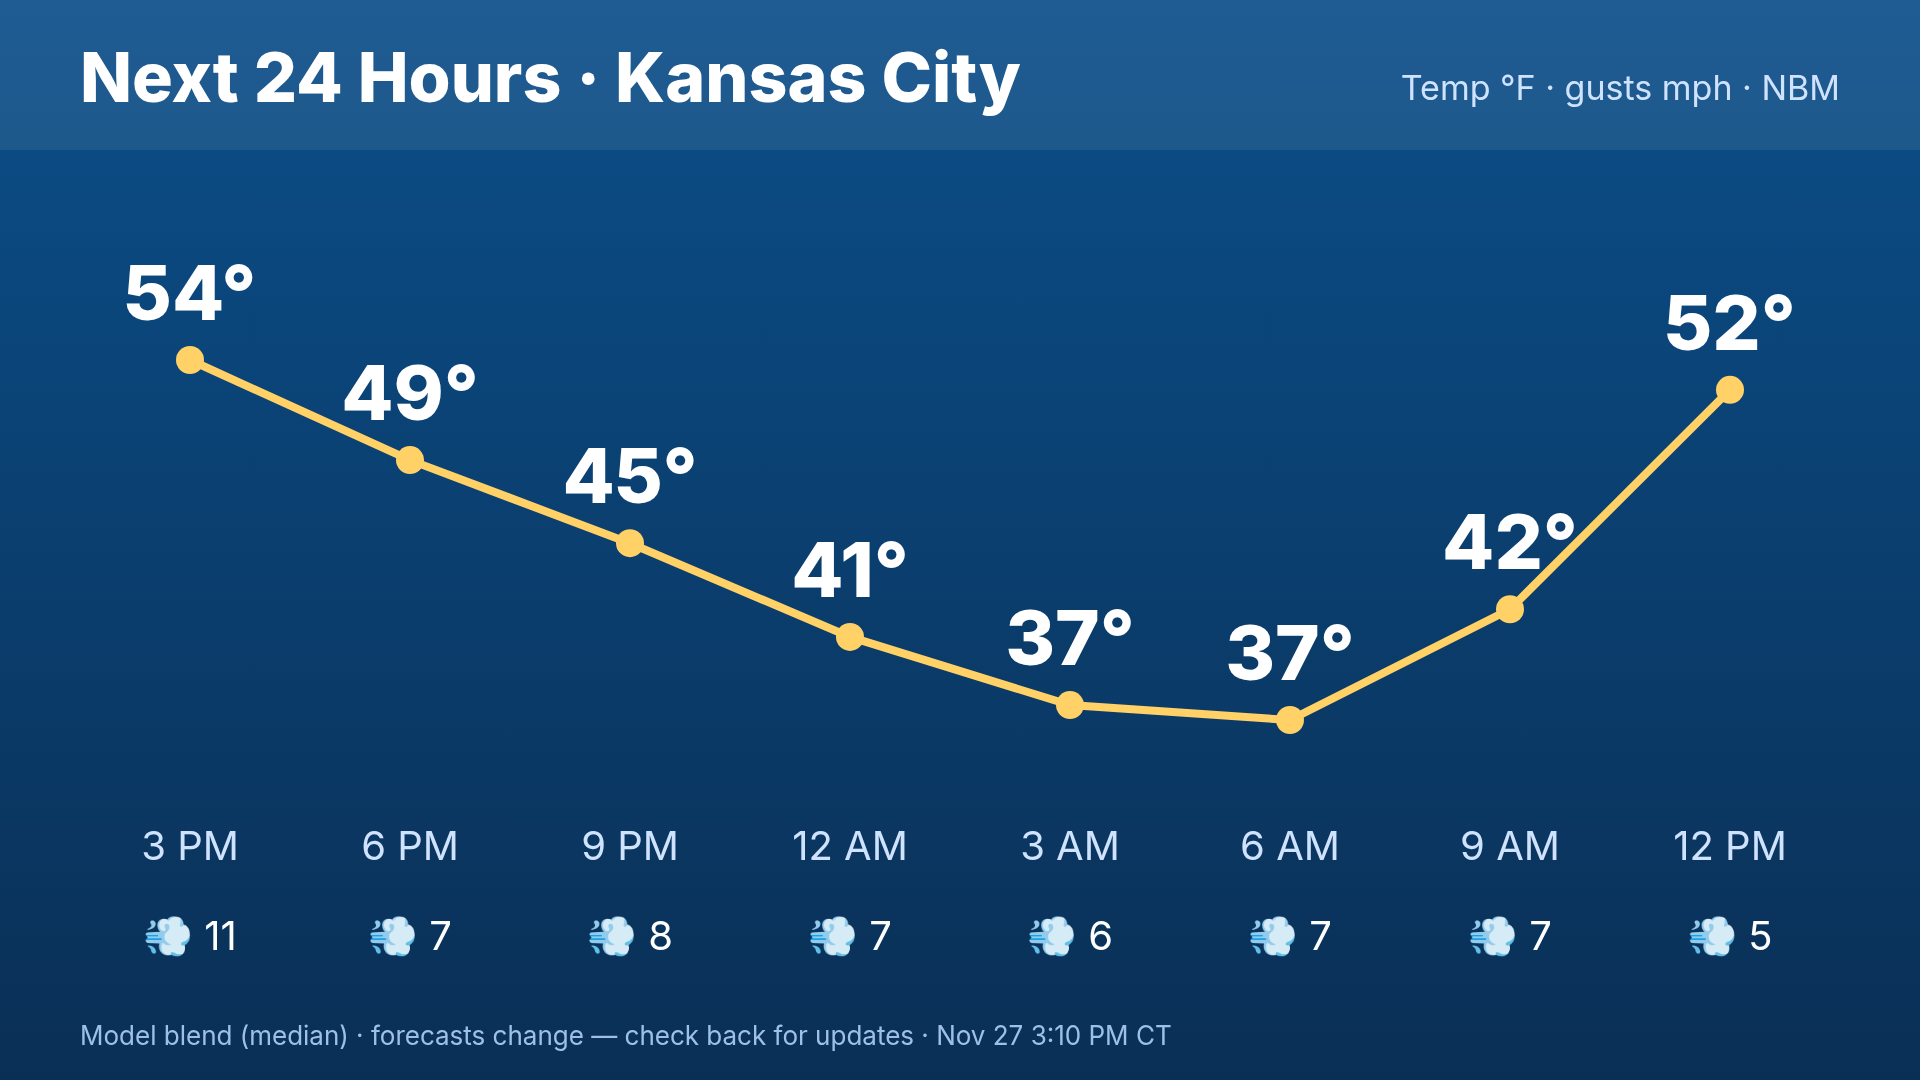 Next 24 Hours · Kansas City
Temp °F · gusts mph · NBM
54°
49°
45°
41°
37°
37°
42°
52°
3 PM
6 PM
9 PM
12 AM
3 AM
6 AM
9 AM
12 PM
💨 11
💨 7
💨 8
💨 7
💨 6
💨 7
💨 7
💨 5
Model blend (median) · forecasts change — check back for updates · Nov 27 3:10 PM CT